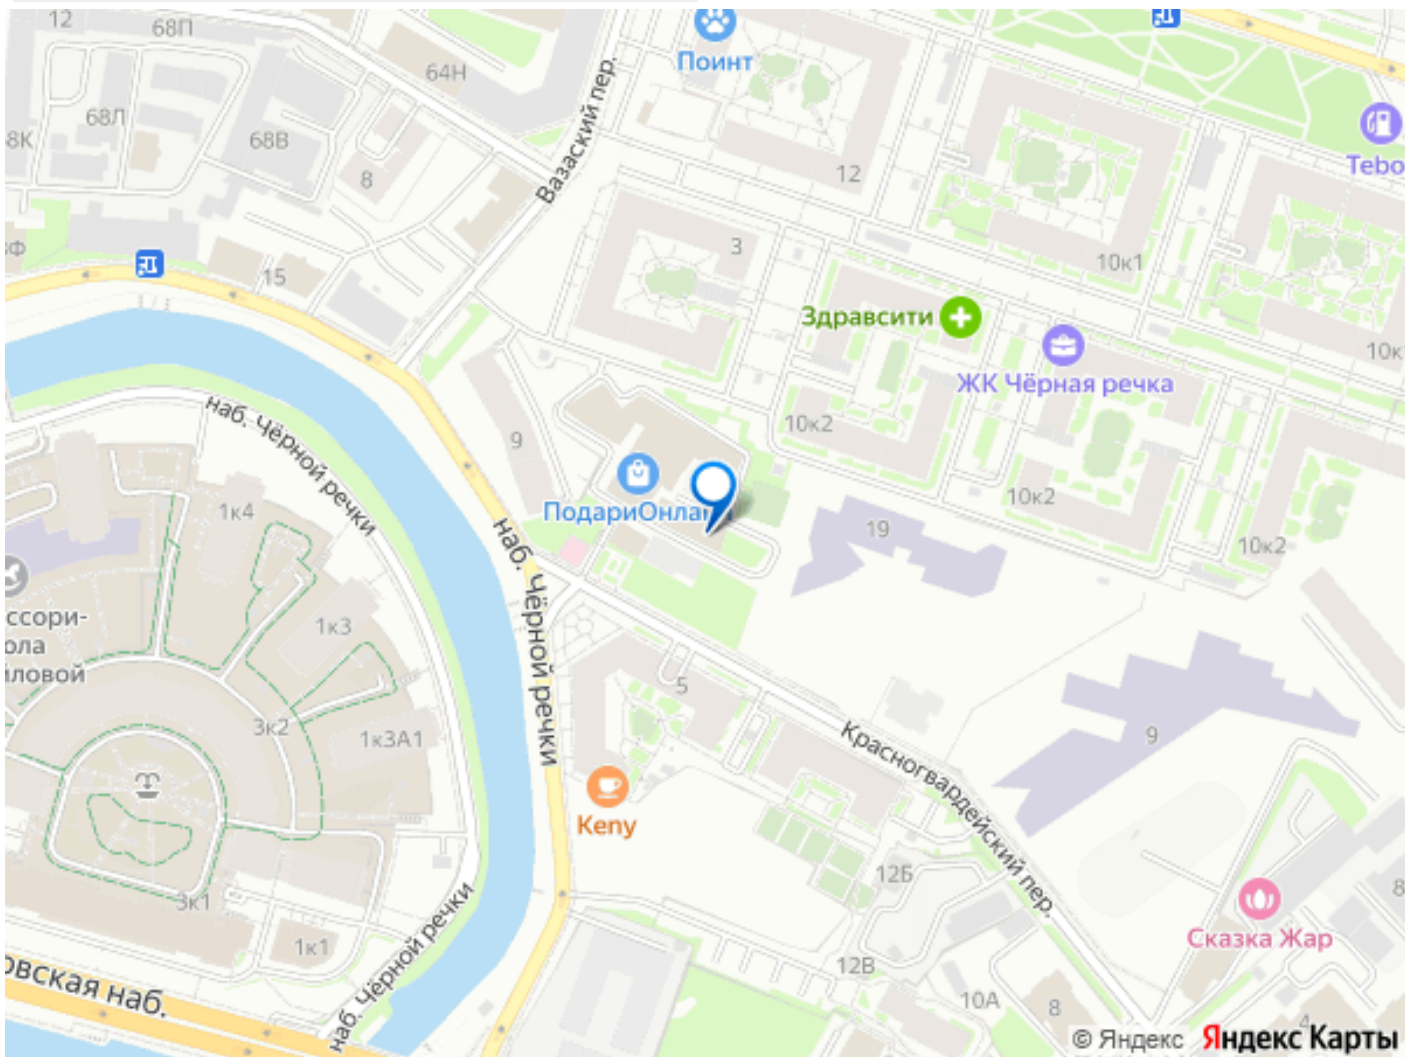 12
68П
64Н
Поинт
68Л
68В
8К
8
12
Вазаский пер.
Tebo
3
10к1
15
Здравсити
ЖК Чёрная речка
10к
наб. Чёрной речки
9
10к2
10к2
10к2
ПодариОнла
19
1к4
наб. Чёрной речки
1к3
ссори-
ола
йловой
5
3к2
1к3А1
Красногвардейский пер.
9
Keny
12Б
3к1
8
1к1
наб. Чёрной речки
Сказка Жар
12В
10А
8
4
овская наб.
© Яндекс Яндекс Карты